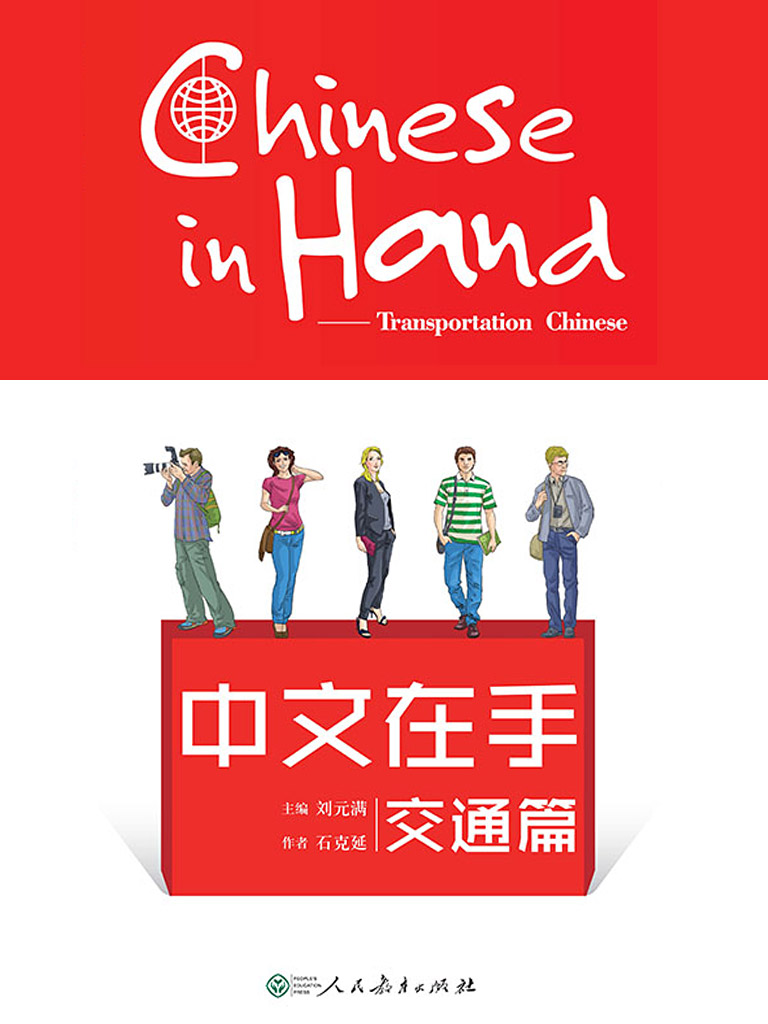 Chinese
in Hand
——Transportation Chinese
中文在手
主编 刘元满
作者 石克延
交通篇
PEOPLE'S
EDUCATION
PRESS
人民教育出版社